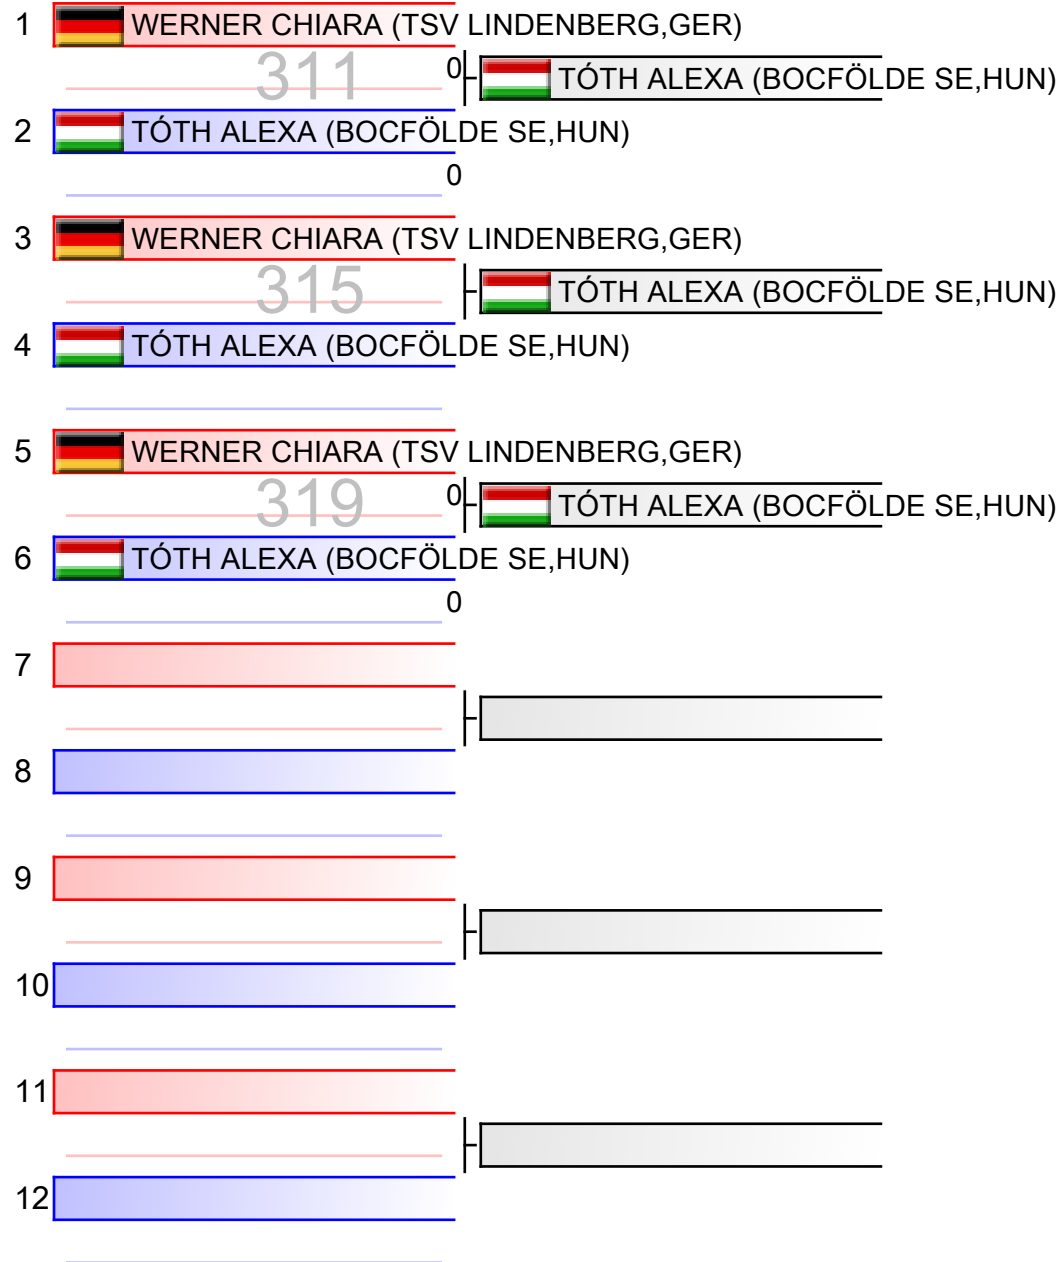 1 WERNER CHIARA (TSV LINDENBERG,GER)
311 0 TÓTH ALEXA (BOCFÖLDE SE,HUN)
2 TÓTH ALEXA (BOCFÖLDE SE,HUN)
0
3 WERNER CHIARA (TSV LINDENBERG,GER)
315 TÓTH ALEXA (BOCFÖLDE SE,HUN)
4 TÓTH ALEXA (BOCFÖLDE SE,HUN)
5 WERNER CHIARA (TSV LINDENBERG,GER)
319 0 TÓTH ALEXA (BOCFÖLDE SE,HUN)
6 TÓTH ALEXA (BOCFÖLDE SE,HUN)
0
7
8
9
10
11
12